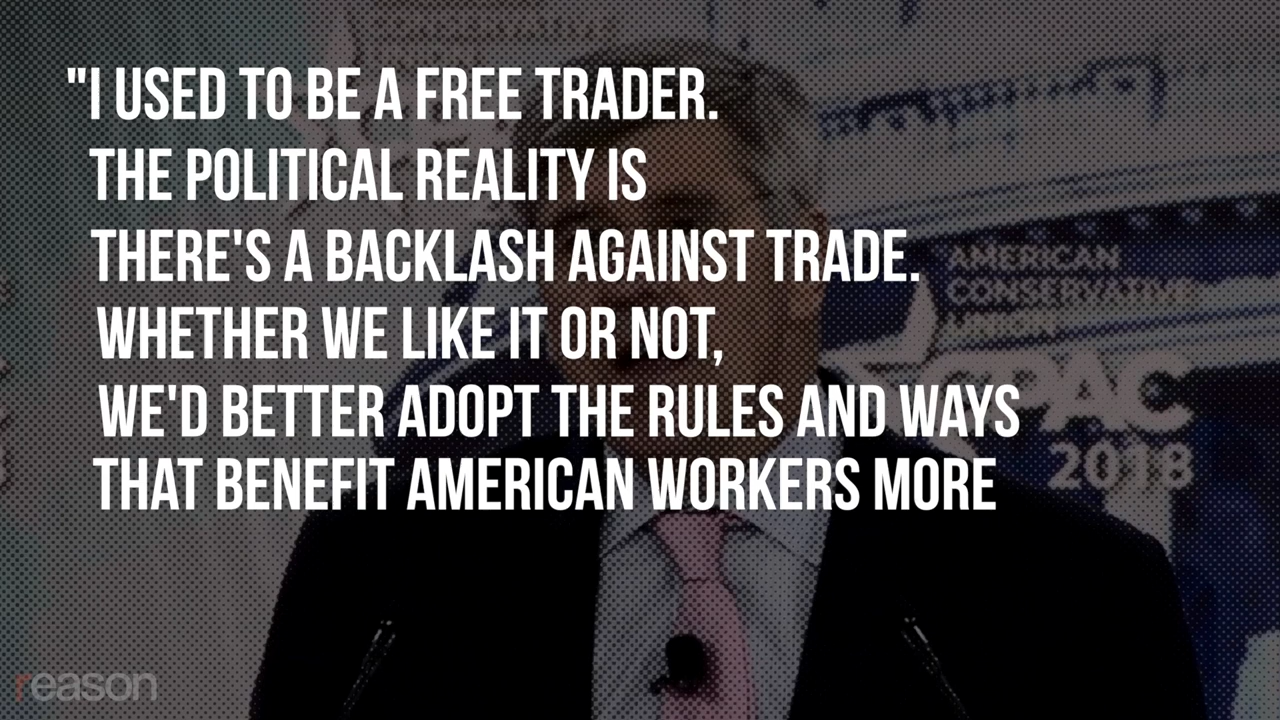 "I USED TO BE A FREE TRADER.
THE POLITICAL REALITY IS
THERE'S A BACKLASH AGAINST TRADE.
WHETHER WE LIKE IT OR NOT,
WE'D BETTER ADOPT THE RULES AND WAYS
THAT BENEFIT AMERICAN WORKERS MORE
AMERICAN
CONSERVATIVE
UNION
CPAC
2018
reason